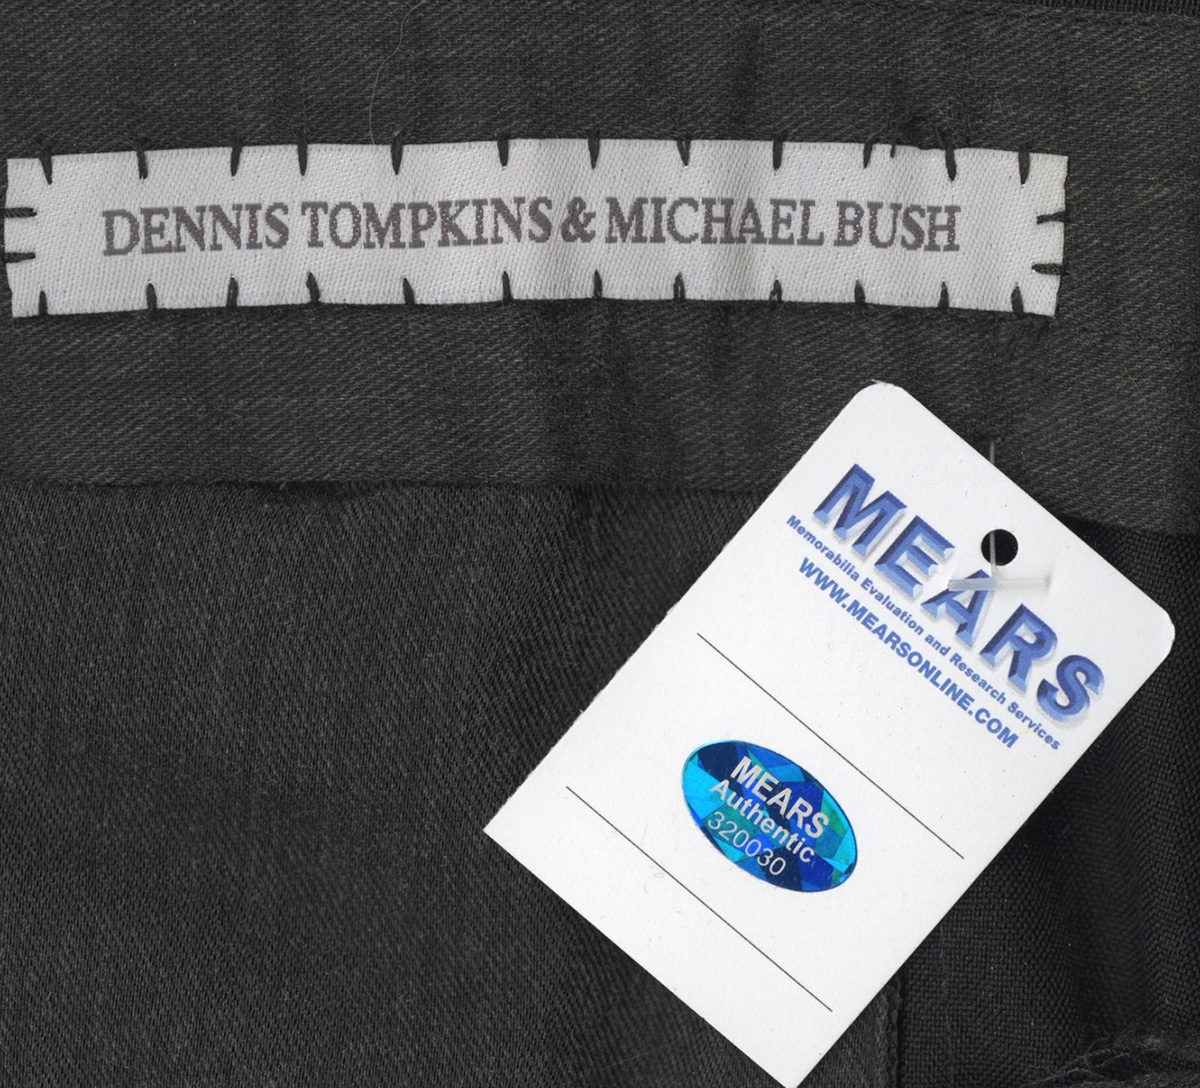 DENNIS TOMPKINS & MICHAEL BUSH
MEARS
Memorabilia Evaluation and Research Services
WWW.MEARSONLINE.COM
MEARS
Authentic
320030